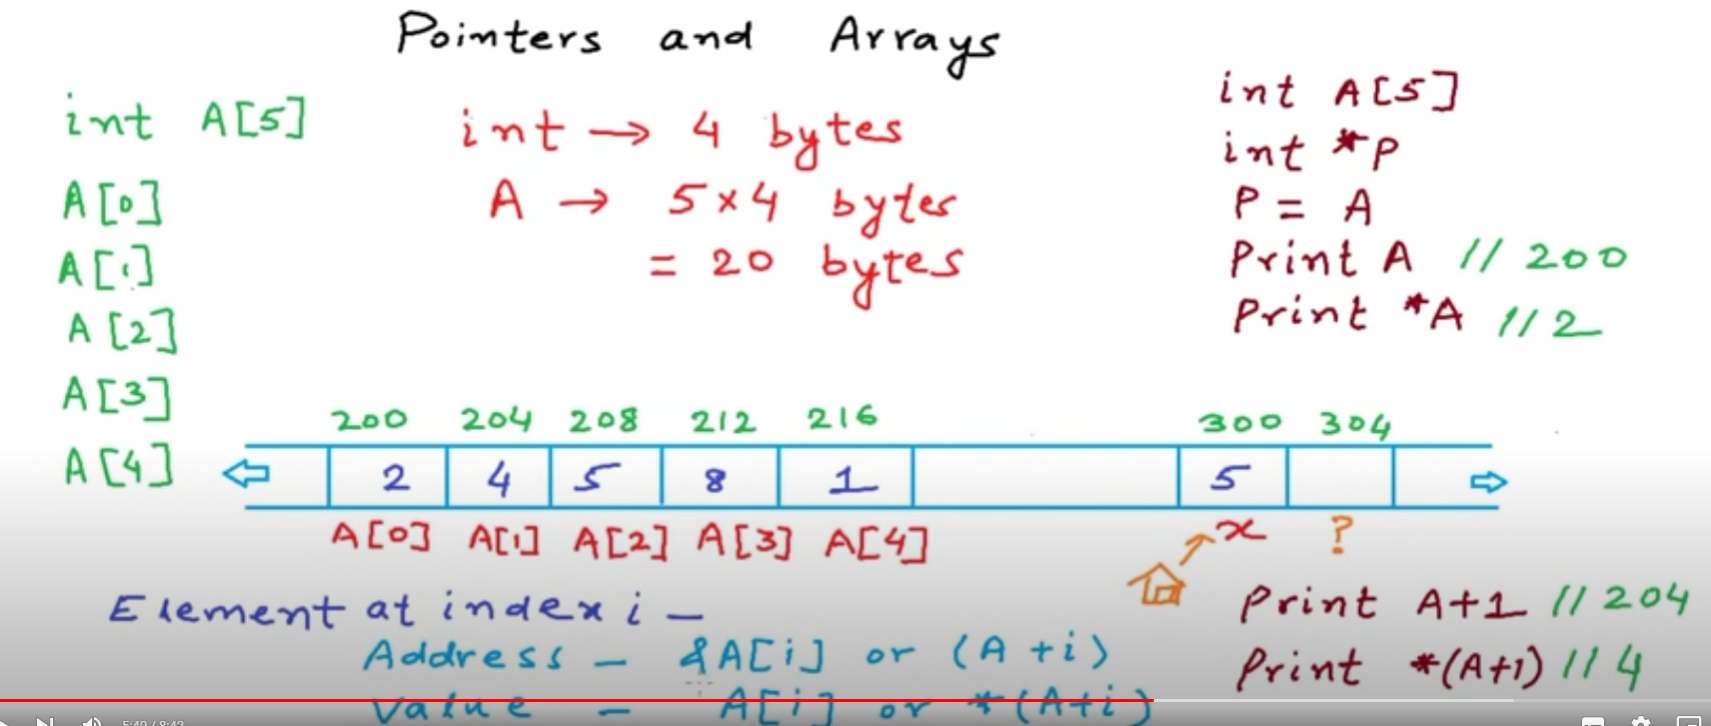 Pointers and Arrays
int A[5]
A[0]
A[1]
A[2]
A[3]
A[4]
int → 4 bytes
A → 5 x 4 bytes
= 20 bytes
int A[5]
int *P
P = A
Print A // 200
Print *A // 2
200 204 208 212 216 300 304
2 4 5 8 1 5
A[0] A[1] A[2] A[3] A[4] x ?
Element at index i –
Address – &A[i] or (A + i)
Value – A[i] or *(A+i)
Print A+1 // 204
Print *(A+1) // 4
5:40 / 8:42